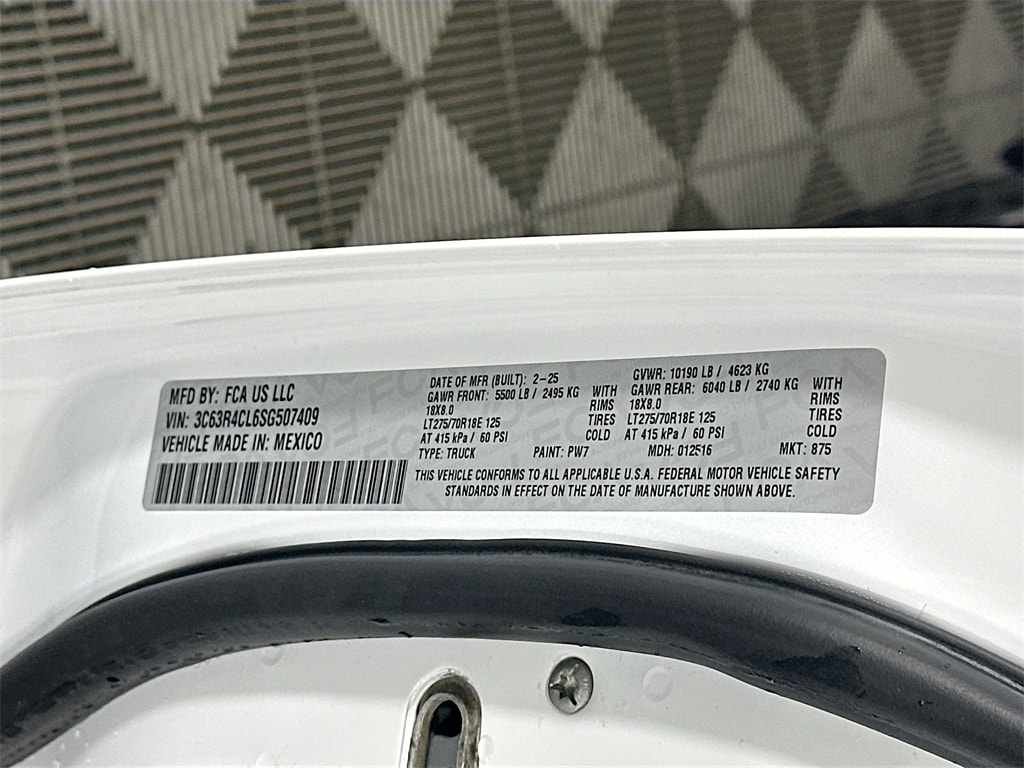 MFD BY: FCA US LLC
VIN: 3C63R4CL6SG507409
VEHICLE MADE IN: MEXICO
DATE OF MFR (BUILT): 2-25
GAWR FRONT: 5500 LB / 2495 KG WITH
18X8.0 RIMS
LT275/70R18E 125 TIRES
AT 415 kPa / 60 PSI COLD
TYPE: TRUCK PAINT: PW7
GVWR: 10190 LB / 4623 KG
GAWR REAR: 6040 LB / 2740 KG WITH
18X8.0 RIMS
LT275/70R18E 125 TIRES
AT 415 kPa / 60 PSI COLD
MDH: 012516 MKT: 875
THIS VEHICLE CONFORMS TO ALL APPLICABLE U.S.A. FEDERAL MOTOR VEHICLE SAFETY
STANDARDS IN EFFECT ON THE DATE OF MANUFACTURE SHOWN ABOVE.